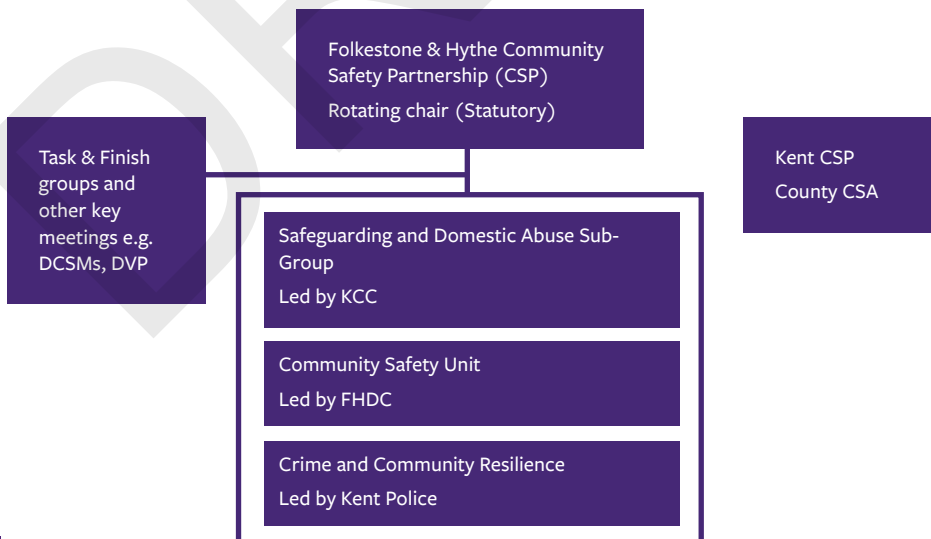 Folkestone & Hythe Community
Safety Partnership (CSP)
Rotating chair (Statutory)
Task & Finish
groups and
other key
meetings e.g.
DCSMs, DVP
Kent CSP
County CSA
Safeguarding and Domestic Abuse Sub-
Group
Led by KCC
Community Safety Unit
Led by FHDC
Crime and Community Resilience
Led by Kent Police